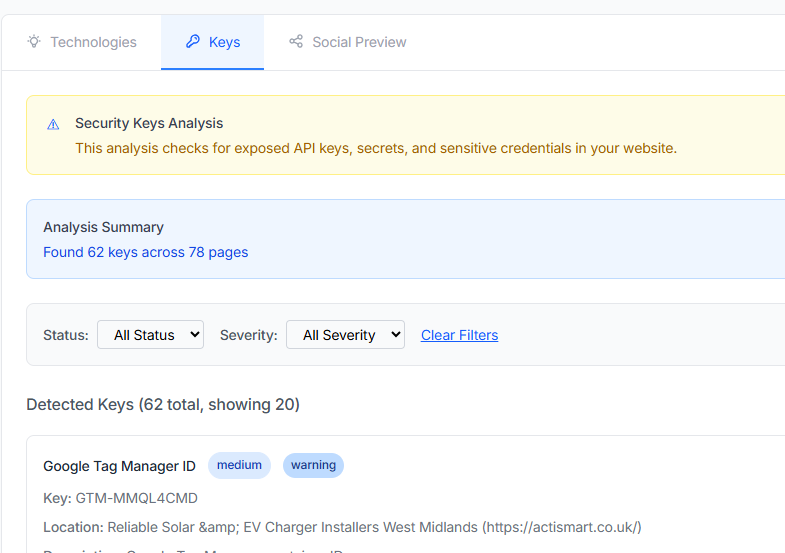 Technologies Keys Social Preview
Security Keys Analysis
This analysis checks for exposed API keys, secrets, and sensitive credentials in your website.
Analysis Summary
Found 62 keys across 78 pages
Status: All Status Severity: All Severity Clear Filters
Detected Keys (62 total, showing 20)
Google Tag Manager ID medium warning
Key: GTM-MMQL4CMD
Location: Reliable Solar &amp; EV Charger Installers West Midlands (https://actismart.co.uk/)